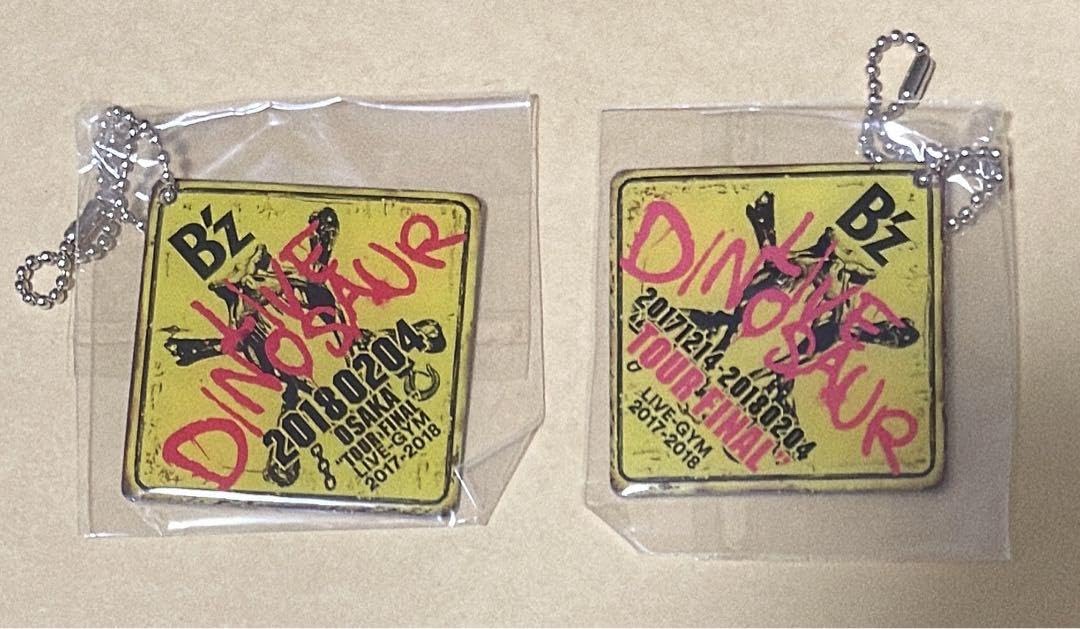 B'z
LIVE
DINOSAUR
20180204
OSAKA
"TOUR FINAL"
LIVE-GYM
2017-2018
B'z
LIVE
DINOSAUR
20171214-20180204
"TOUR FINAL"
LIVE-GYM
2017-2018